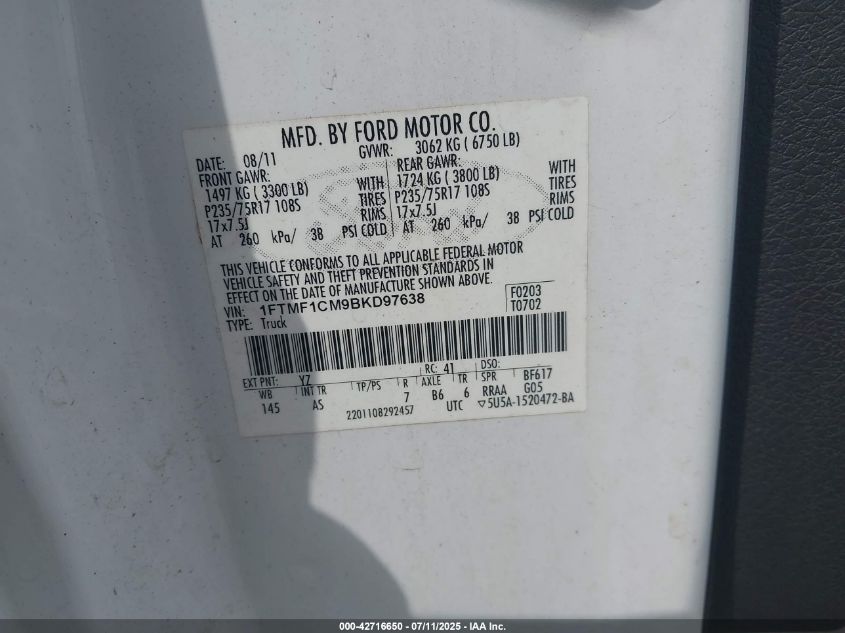 MFD. BY FORD MOTOR CO.
DATE: 08/11 GVWR: 3062 KG ( 6750 LB)
FRONT GAWR: REAR GAWR:
1497 KG ( 3300 LB) WITH 1724 KG ( 3800 LB) WITH
P235/75R17 108S TIRES P235/75R17 108S TIRES
17x7.5J RIMS 17x7.5J RIMS
AT 260 kPa/ 38 PSI COLD AT 260 kPa/ 38 PSI COLD
THIS VEHICLE CONFORMS TO ALL APPLICABLE FEDERAL MOTOR
VEHICLE SAFETY AND THEFT PREVENTION STANDARDS IN
EFFECT ON THE DATE OF MANUFACTURE SHOWN ABOVE.
VIN: 1FTMF1CM9BKD97638 F0203
TYPE: Truck T0702
EXT PNT: YZ RC: 41 DSO:
WB INT TR TP/PS R AXLE TR SPR BF617
145 AS 7 B6 6 RRAA G05
2201108292457 UTC ▽5U5A-1520472-BA
000-42716650 - 07/11/2025 - IAA Inc.